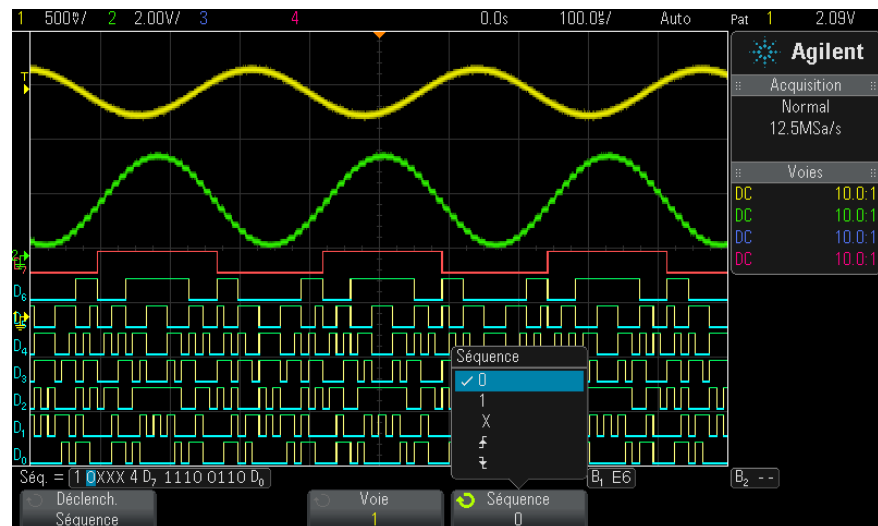 1 500㎷/ 2 2.00V/ 3 4 0.0s 100.0㎲/ Auto Pat 1 2.09V
Agilent
Acquisition
Normal
12.5MSa/s
Voies
DC 10.0:1
DC 10.0:1
DC 10.0:1
DC 10.0:1
T
D₆
D₄
D₃
D₂
D₁
D₀
Séquence
✓ 0
1
X
Séq. = 1 0XXX 4 D₇ 1110 0110 D₀ B₁ E6 B₂ --
Déclench.
Séquence
Voie
1
Séquence
0